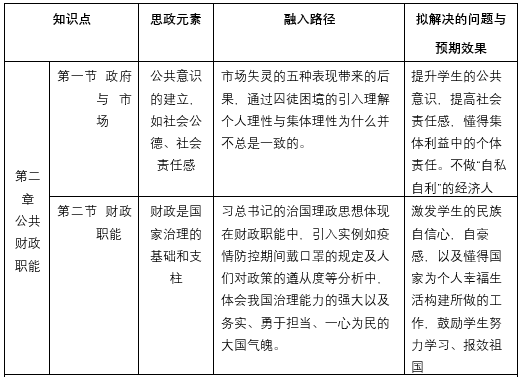 知识点 思政元素 融入路径 拟解决的问题与
预期效果
第二
章
公共
财政
职能
第一节 政府
与 市
场
公共意识
的建立，
如社会公
德、社会
责任感
市场失灵的五种表现带来的后
果，通过囚徒困境的引入理解
个人理性与集体理性为什么并
不总是一致的。
提升学生的公共
意识，提高社会
责任感，懂得集
体利益中的个体
责任。不做“自私
自利”的经济人
第二节 财政
职能
财政是国
家治理的
基础和支
柱
习总书记的治国理政思想体现
在财政职能中，引入实例如疫
情防控期间戴口罩的规定及人
们对政策的遵从度等分析中，
体会我国治理能力的强大以及
务实、勇于担当、一心为民的
大国气魄。
激发学生的民族
自信心，自豪
感，以及懂得国
家为个人幸福生
活构建所做的工
作，鼓励学生努
力学习、报效祖
国